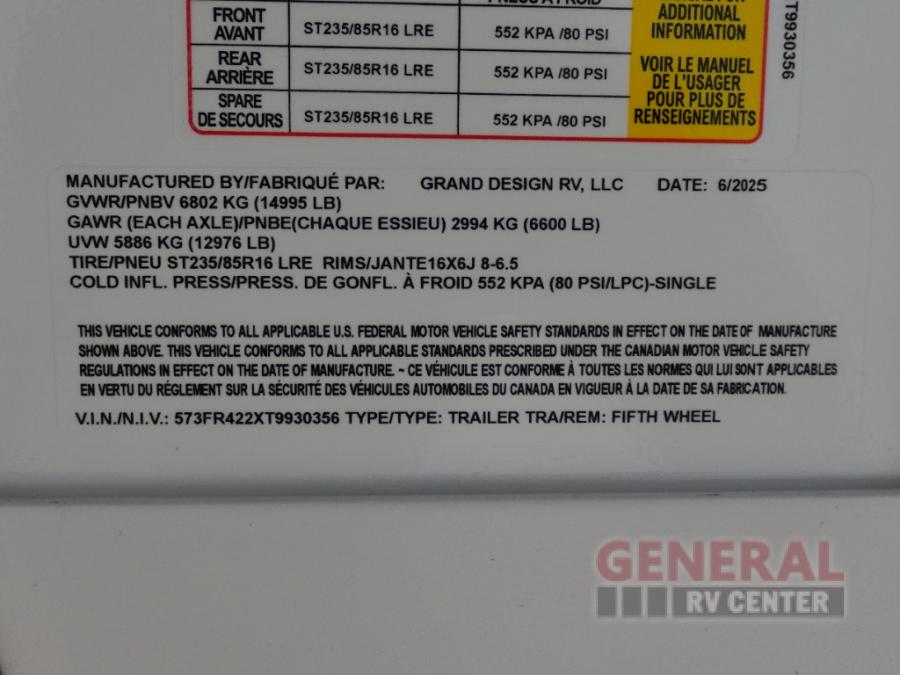 FRONT
AVANT
ST235/85R16 LRE
552 KPA /80 PSI
REAR
ARRIÈRE
ST235/85R16 LRE
552 KPA /80 PSI
SPARE
DE SECOURS
ST235/85R16 LRE
552 KPA /80 PSI
ADDITIONAL
INFORMATION
VOIR LE MANUEL
DE L'USAGER
POUR PLUS DE
RENSEIGNEMENTS
T9930356
MANUFACTURED BY/FABRIQUÉ PAR: GRAND DESIGN RV, LLC DATE: 6/2025
GVWR/PNBV 6802 KG (14995 LB)
GAWR (EACH AXLE)/PNBE(CHAQUE ESSIEU) 2994 KG (6600 LB)
UVW 5886 KG (12976 LB)
TIRE/PNEU ST235/85R16 LRE RIMS/JANTE16X6J 8-6.5
COLD INFL. PRESS/PRESS. DE GONFL. À FROID 552 KPA (80 PSI/LPC)-SINGLE
THIS VEHICLE CONFORMS TO ALL APPLICABLE U.S. FEDERAL MOTOR VEHICLE SAFETY STANDARDS IN EFFECT ON THE DATE OF MANUFACTURE
SHOWN ABOVE. THIS VEHICLE CONFORMS TO ALL APPLICABLE STANDARDS PRESCRIBED UNDER THE CANADIAN MOTOR VEHICLE SAFETY
REGULATIONS IN EFFECT ON THE DATE OF MANUFACTURE. ~ CE VÉHICULE EST CONFORME À TOUTES LES NORMES QUI LUI SONT APPLICABLES
EN VERTU DU RÉGLEMENT SUR LA SÉCURITÉ DES VÉHICULES AUTOMOBILES DU CANADA EN VIGUEUR À LA DATE DE SA FABRICATION.
V.I.N./N.I.V.: 573FR422XT9930356 TYPE/TYPE: TRAILER TRA/REM: FIFTH WHEEL
GENERAL
RV CENTER